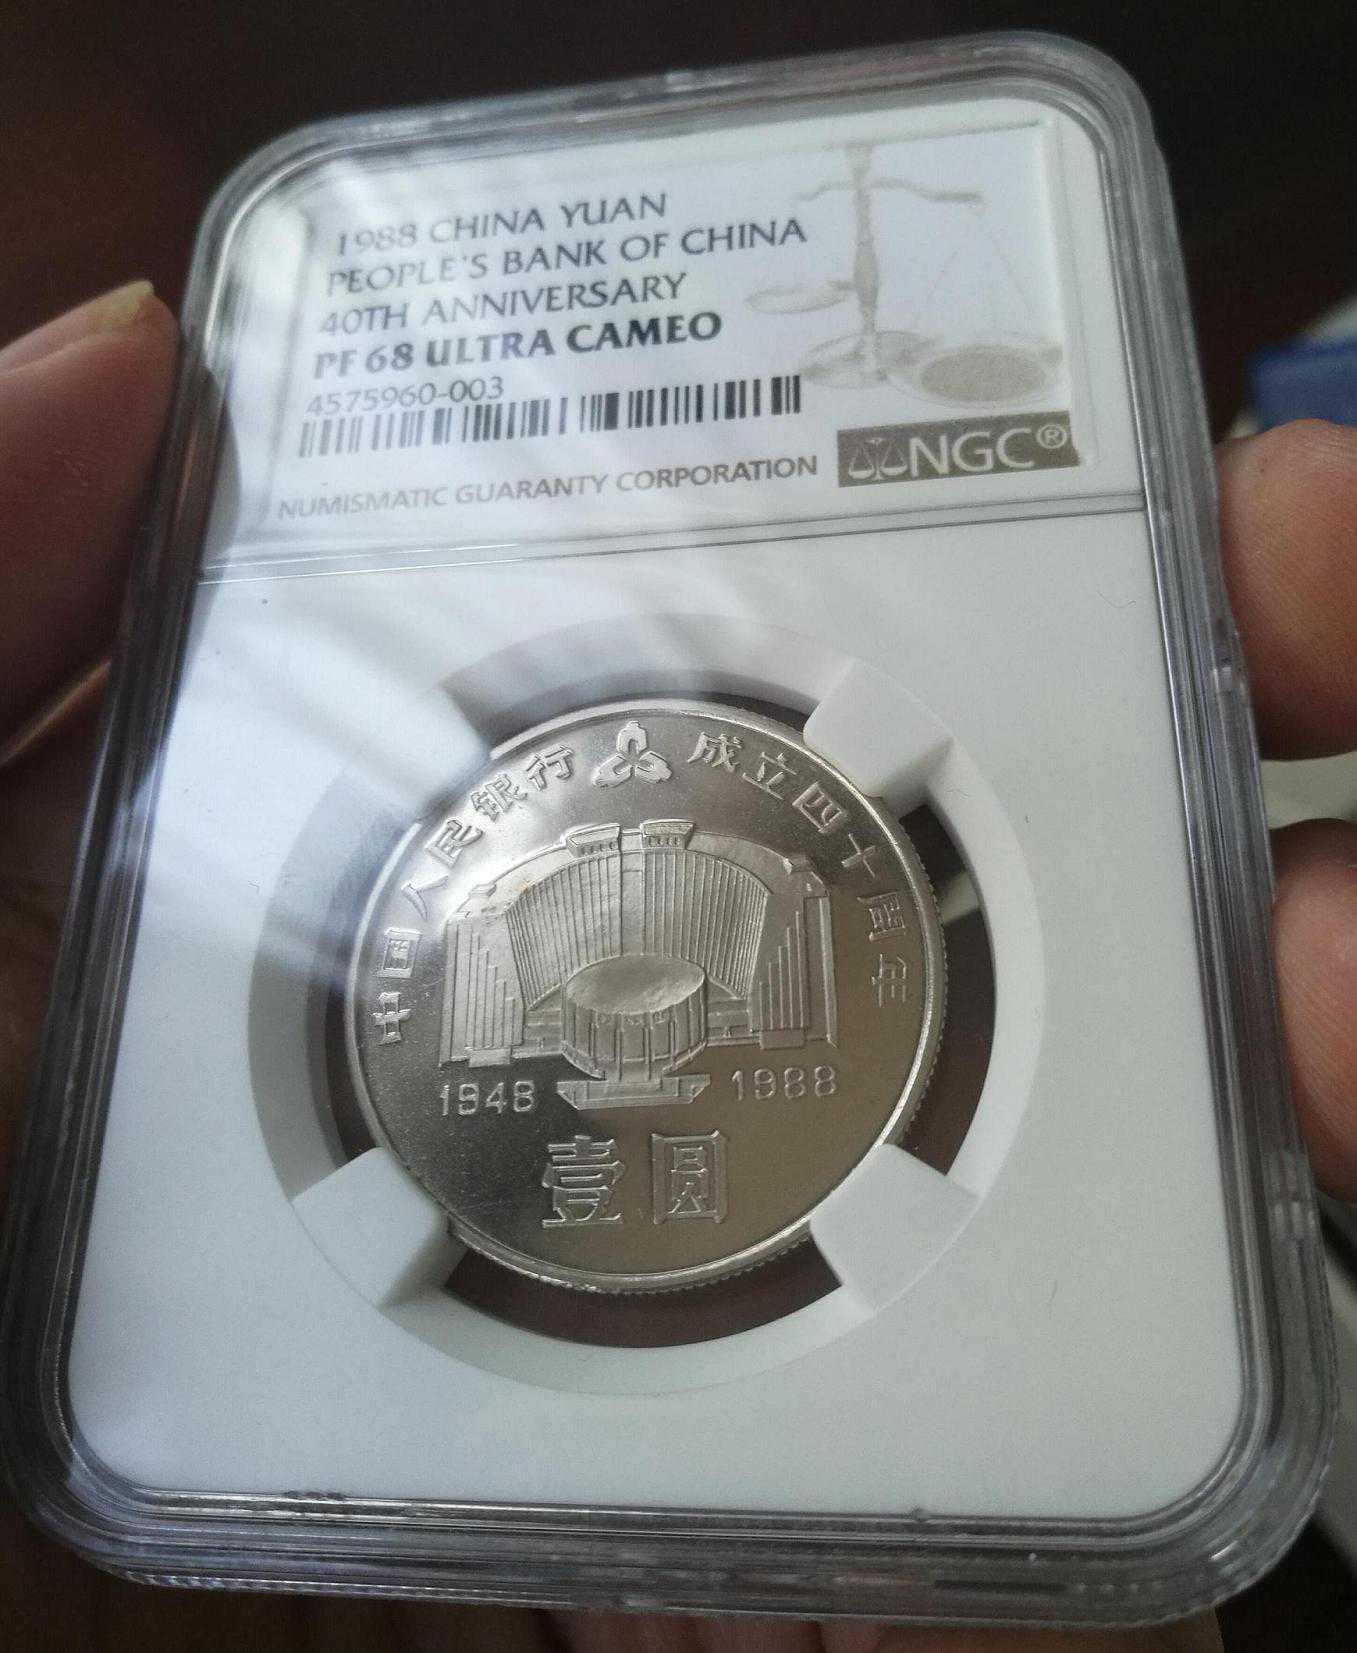 1988 CHINA YUAN
PEOPLE'S BANK OF CHINA
40TH ANNIVERSARY
PF 68 ULTRA CAMEO
4575960-003
NUMISMATIC GUARANTY CORPORATION
NGC®
中国人民银行 成立四十周年
1948 1988
壹圆